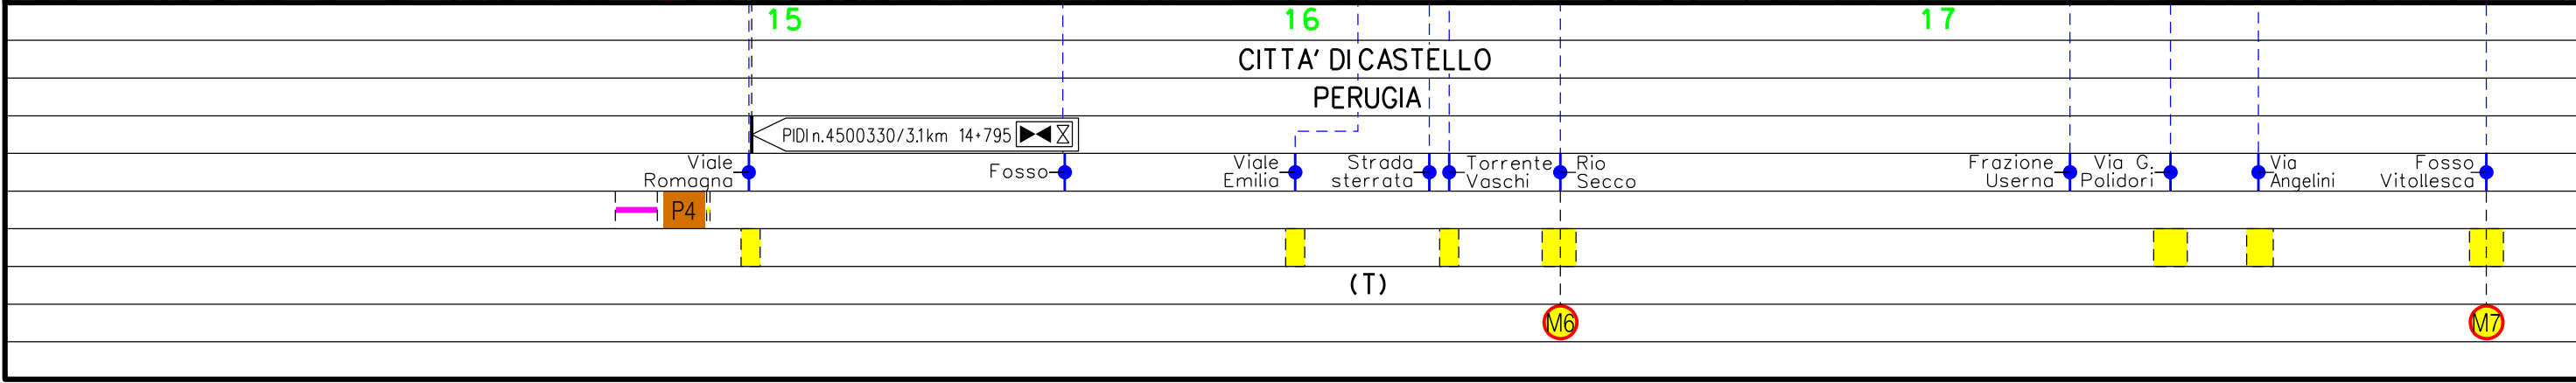 15 16 17
CITTA' DI CASTELLO
PERUGIA
PIDI n.4500330/3.1km 14+795
Viale
Romagna
Fosso
Viale
Emilia
Strada
sterrata
Torrente
Vaschi
Rio
Secco
Frazione
Userna
Via G.
Polidori
Via
Angelini
Fosso
Vitollesca
P4
(T)
M6 M7